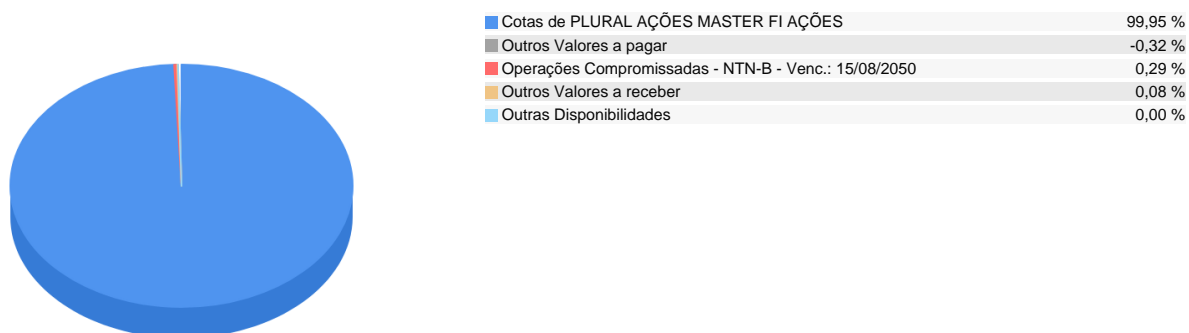 Cotas de PLURAL AÇÕES MASTER FI AÇÕES 99,95 %
Outros Valores a pagar -0,32 %
Operações Compromissadas - NTN-B - Venc.: 15/08/2050 0,29 %
Outros Valores a receber 0,08 %
Outras Disponibilidades 0,00 %